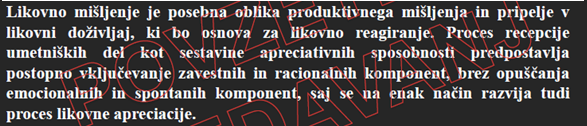 Likovno mišljenje je posebna oblika produktivnega mišljenja in pripelje v
likovni doživljaj, ki bo osnova za likovno reagiranje. Proces recepcije
umetniških del kot sestavine apreciativnih sposobnosti predpostavlja
postopno vključevanje zavestnih in racionalnih komponent, brez opuščanja
emocionalnih in spontanih komponent, saj se na enak način razvija tudi
proces likovne apreciacije.